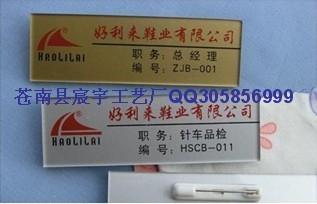 好利来鞋业有限公司
HAOLILAI
职务：总经理
编号：ZJB-001
苍南县宸宇工艺厂QQ305856999
好利来鞋业有限公司
HAOLILAI
职务：针车品检
编号：HSCB-011